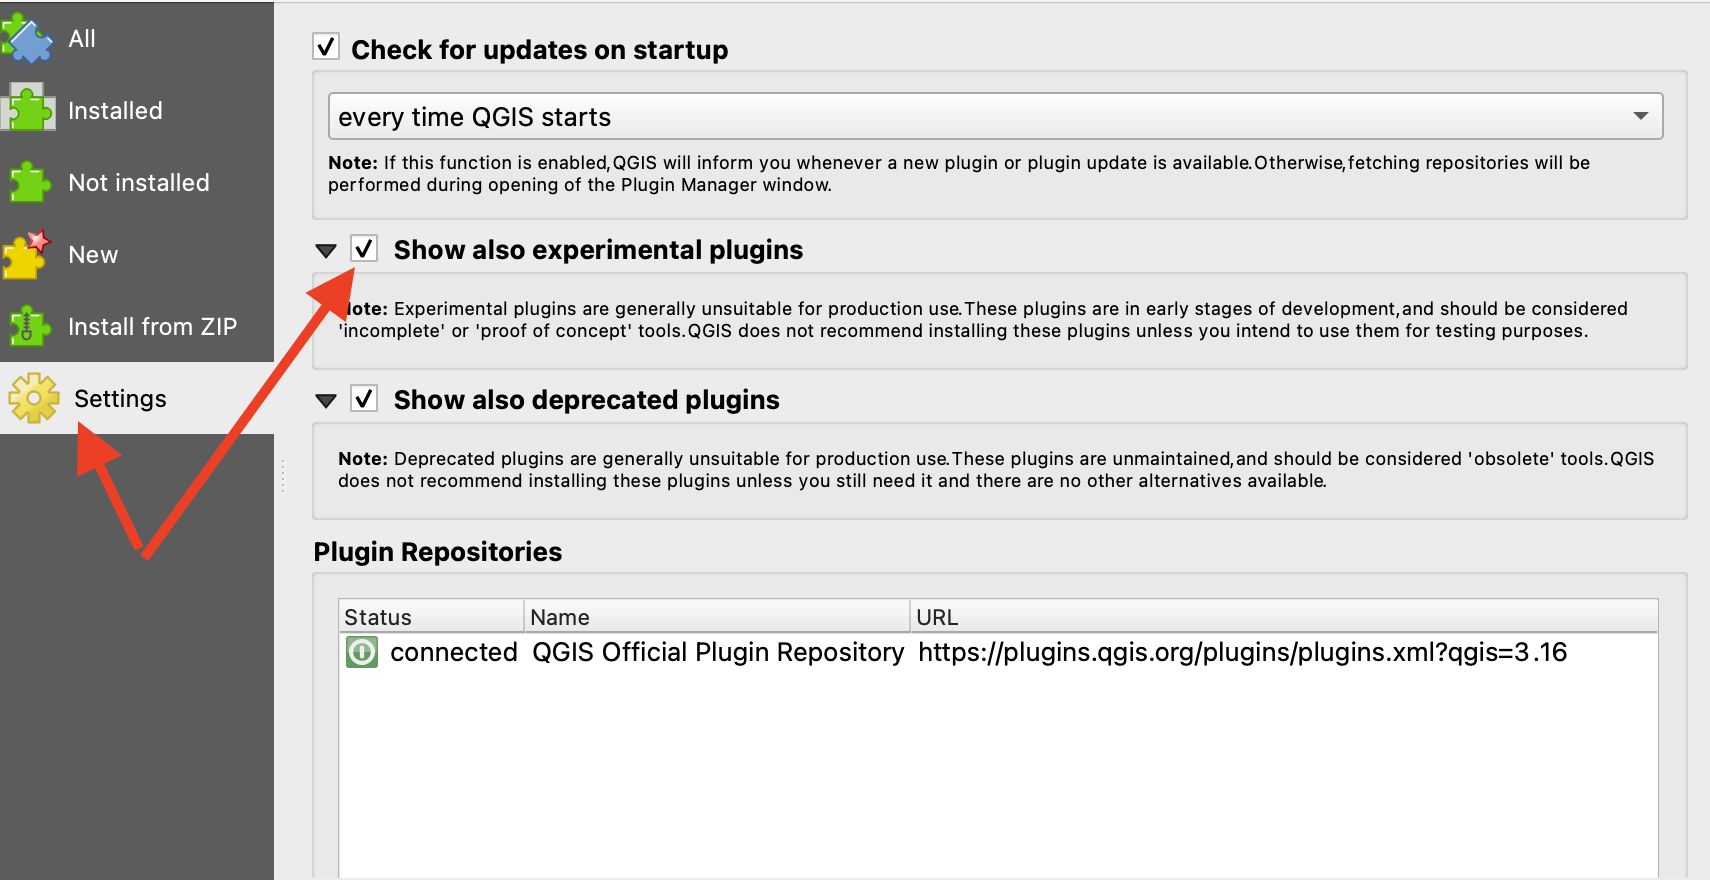 All
Installed
Not installed
New
Install from ZIP
Settings
Check for updates on startup
every time QGIS starts
Note: If this function is enabled,QGIS will inform you whenever a new plugin or plugin update is available.Otherwise,fetching repositories will be
performed during opening of the Plugin Manager window.
Show also experimental plugins
Note: Experimental plugins are generally unsuitable for production use.These plugins are in early stages of development,and should be considered
'incomplete' or 'proof of concept' tools.QGIS does not recommend installing these plugins unless you intend to use them for testing purposes.
Show also deprecated plugins
Note: Deprecated plugins are generally unsuitable for production use.These plugins are unmaintained,and should be considered 'obsolete' tools.QGIS
does not recommend installing these plugins unless you still need it and there are no other alternatives available.
Plugin Repositories
Status Name URL
connected QGIS Official Plugin Repository https://plugins.qgis.org/plugins/plugins.xml?qgis=3.16